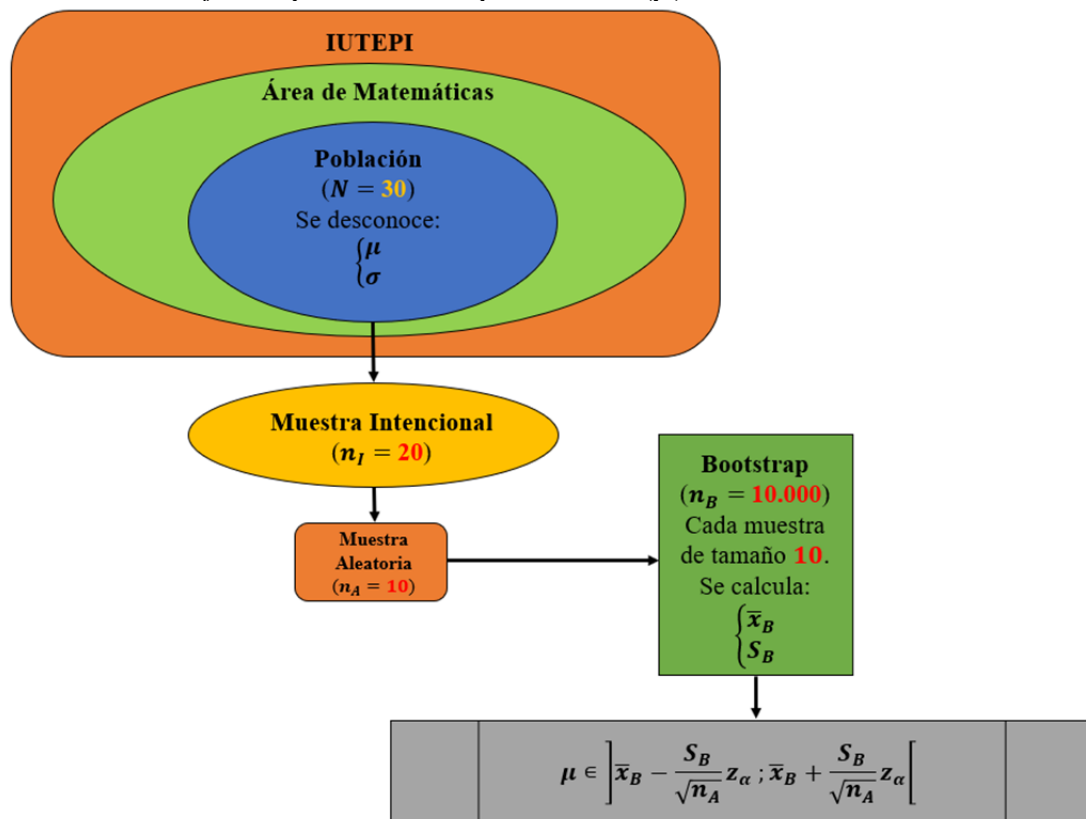 IUTEPI
Área de Matemáticas
Población
(N = 30)
Se desconoce:
{μ
{σ
Muestra Intencional
(n_I = 20)
Muestra
Aleatoria
(n_A = 10)
Bootstrap
(n_B = 10.000)
Cada muestra
de tamaño 10.
Se calcula:
{x̅_B
{S_B
μ ∈ ]x̅_B − S_B/√n_A z_α ; x̅_B + S_B/√n_A z_α[